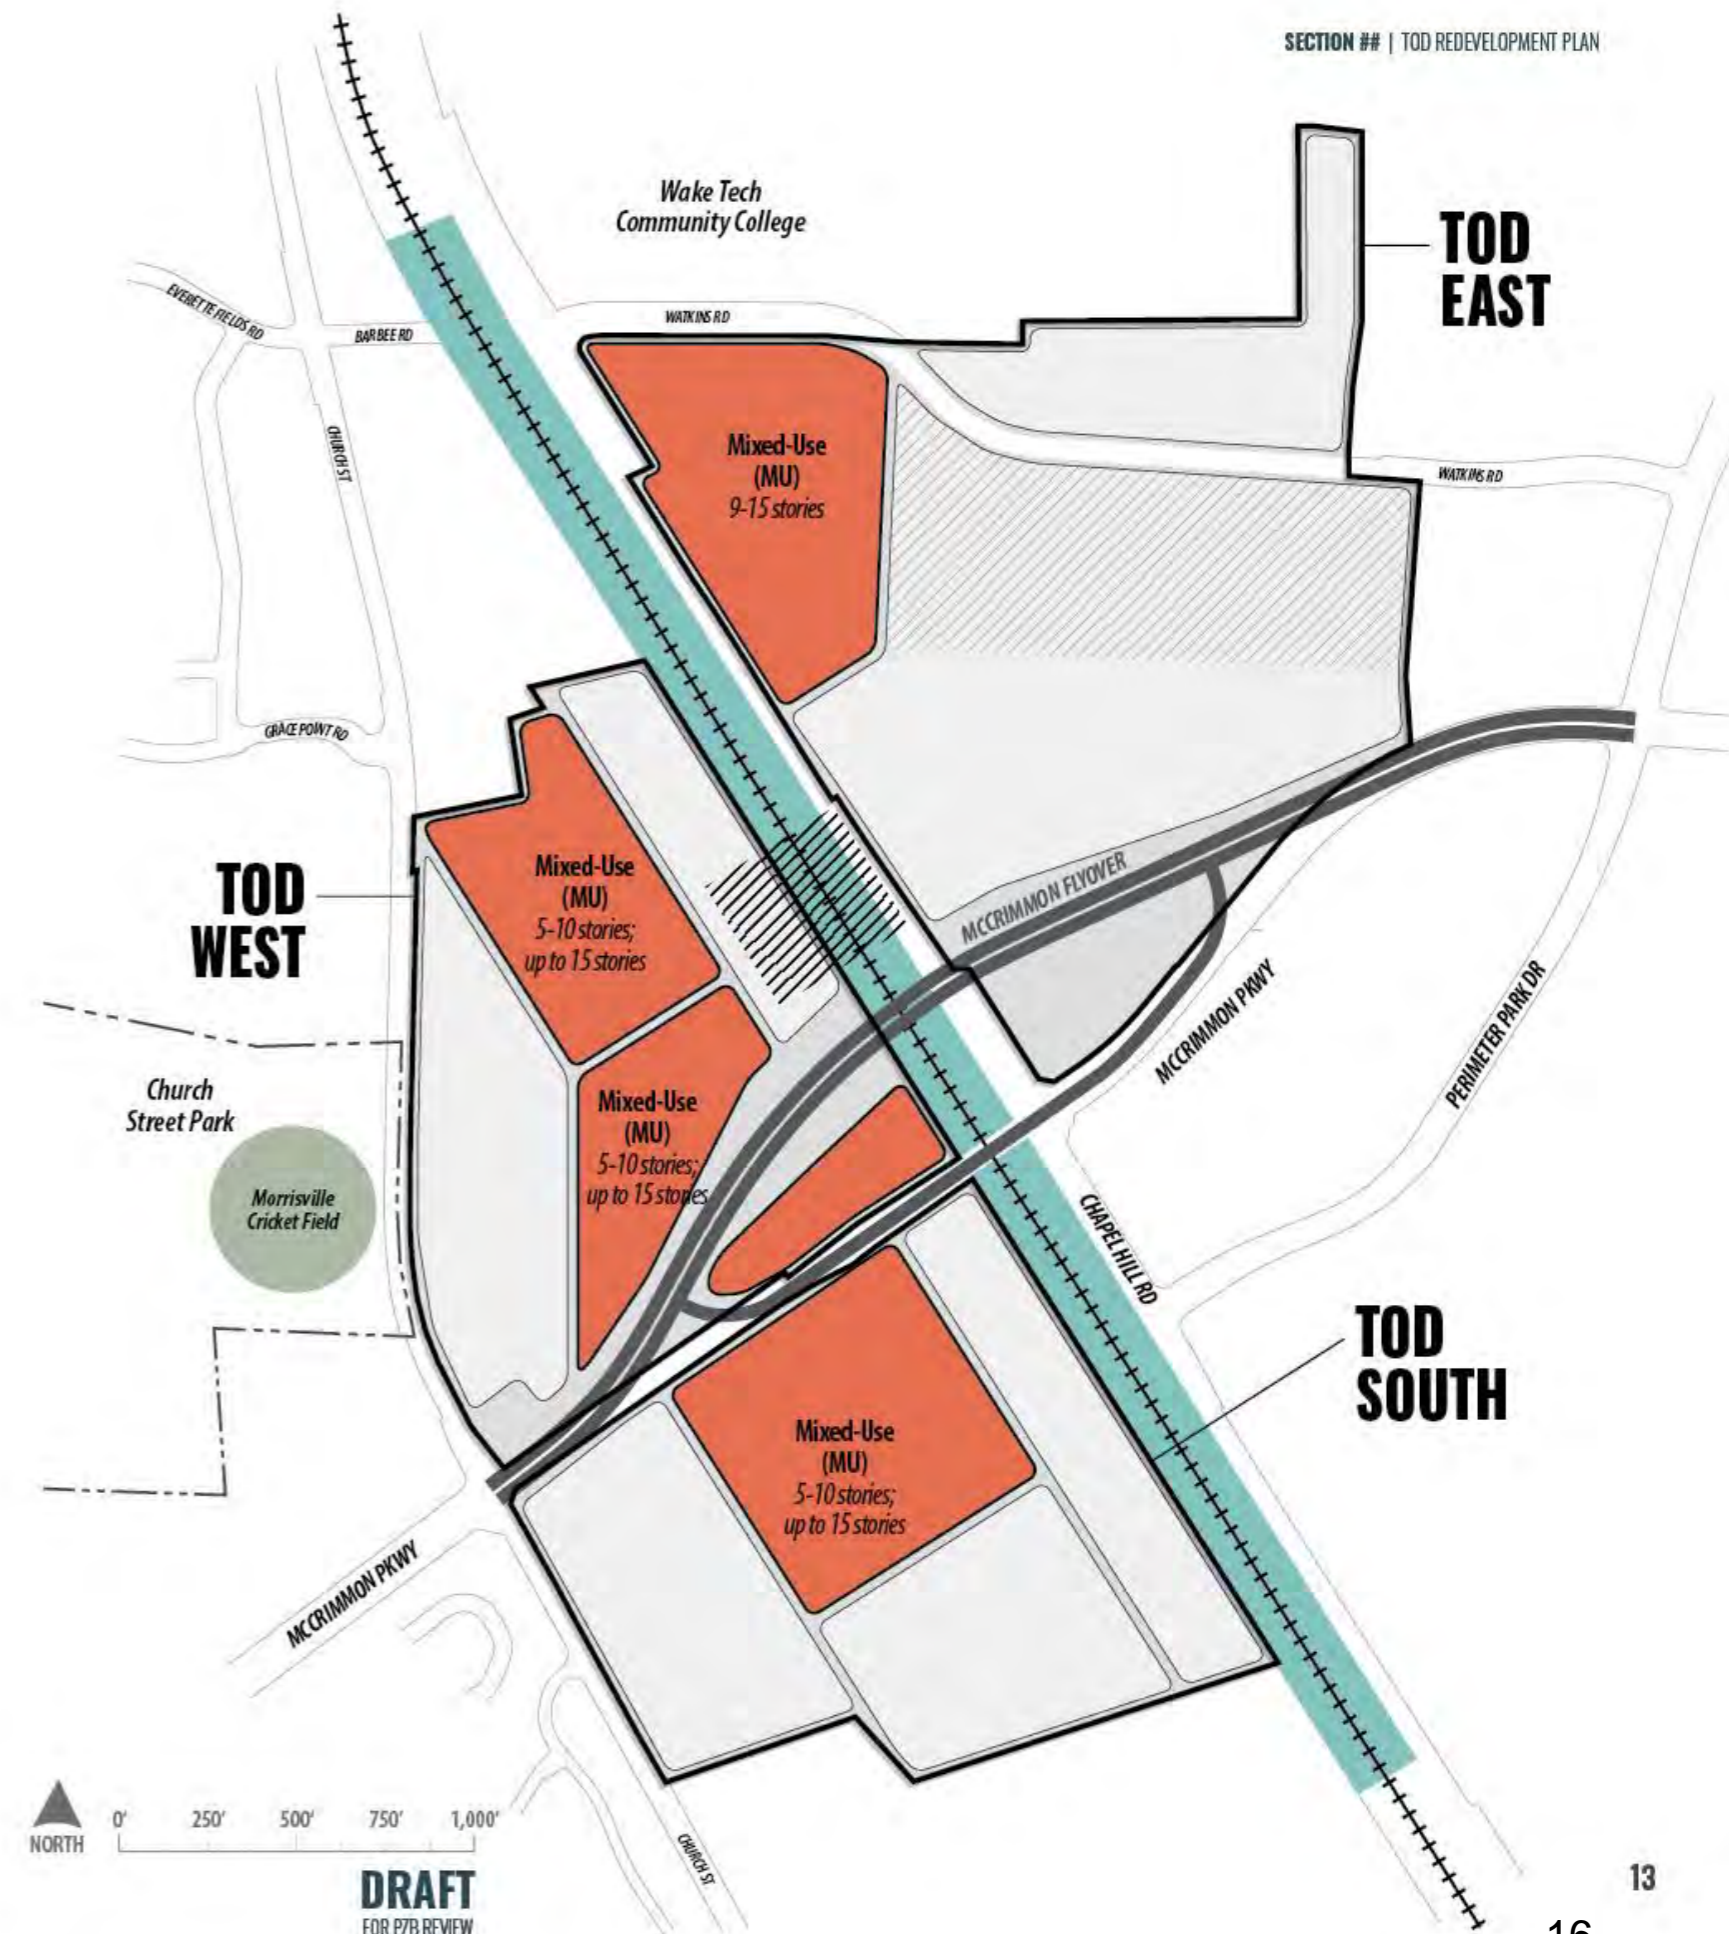 SECTION ## | TOD REDEVELOPMENT PLAN
Wake Tech
Community College
TOD
EAST
EVERETTE FIELDS RD
BARBEE RD
WATKINS RD
CHURCH ST
Mixed-Use
(MU)
9-15 stories
WATKINS RD
GRACE POINT RD
TOD
WEST
Mixed-Use
(MU)
5-10 stories;
up to 15 stories
MCCRIMMON FLYOVER
MCCRIMMON PKWY
PERIMETER PARK DR
Church
Street Park
Morrisville
Cricket Field
Mixed-Use
(MU)
5-10 stories;
up to 15 stories
CHAPEL HILL RD
TOD
SOUTH
Mixed-Use
(MU)
5-10 stories;
up to 15 stories
MCCRIMMON PKWY
NORTH
0' 250' 500' 750' 1,000'
CHURCH ST
DRAFT
FOR PZB REVIEW
13
16